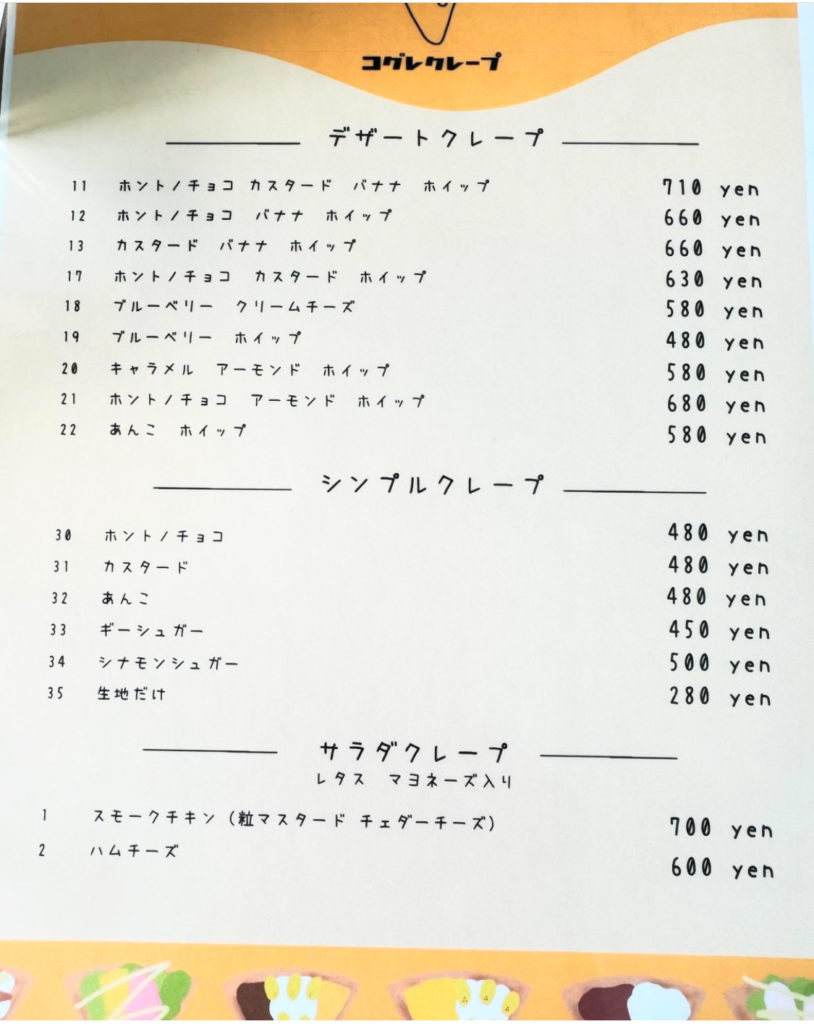 コグレクレープ
デザートクレープ
11 ホントノチョコ カスタード バナナ ホイップ 710 yen
12 ホントノチョコ バナナ ホイップ 660 yen
13 カスタード バナナ ホイップ 660 yen
17 ホントノチョコ カスタード ホイップ 630 yen
18 ブルーベリー クリームチーズ 580 yen
19 ブルーベリー ホイップ 480 yen
20 キャラメル アーモンド ホイップ 580 yen
21 ホントノチョコ アーモンド ホイップ 680 yen
22 あんこ ホイップ 580 yen
シンプルクレープ
30 ホントノチョコ 480 yen
31 カスタード 480 yen
32 あんこ 480 yen
33 ギーシュガー 450 yen
34 シナモンシュガー 500 yen
35 生地だけ 280 yen
サラダクレープ
レタス マヨネーズ入り
1 スモークチキン(粒マスタード チェダーチーズ) 700 yen
2 ハムチーズ 600 yen